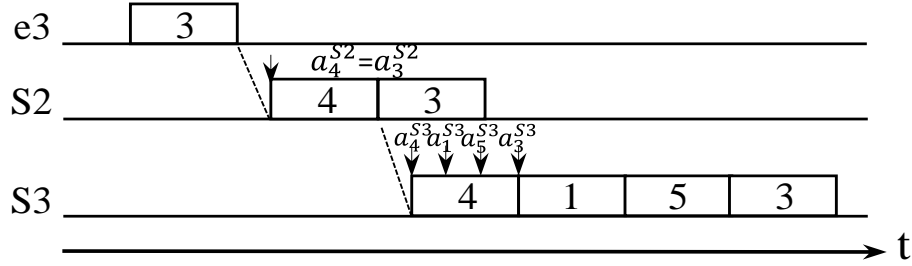 e3 3
a_4^{S2}=a_3^{S2}
S2 4 3
a_4^{S3} a_1^{S3} a_5^{S3} a_3^{S3}
S3 4 1 5 3
t